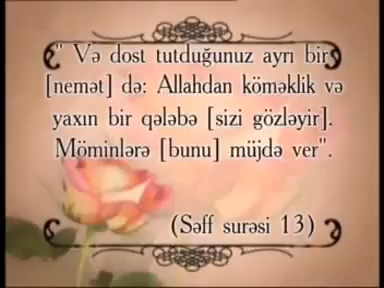 " Və dost tutduğunuz ayrı bir
[nemət] də: Allahdan köməklik və
yaxın bir qələbə [sizi gözləyir].
Möminlərə [bunu] müjdə ver".
(Səff surəsi 13)